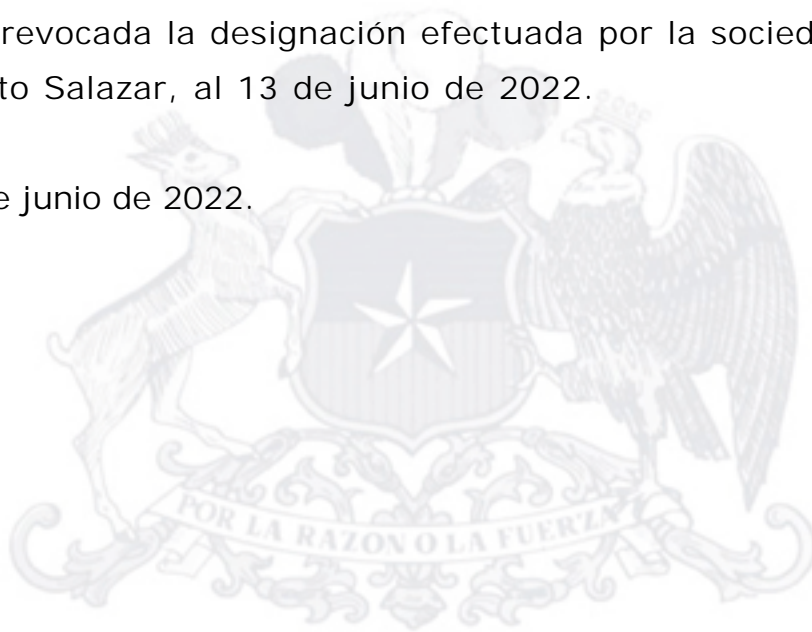 revocada la designación efectuada por la socied
to Salazar, al 13 de junio de 2022.
e junio de 2022.
POR LA RAZON O LA FUERZA